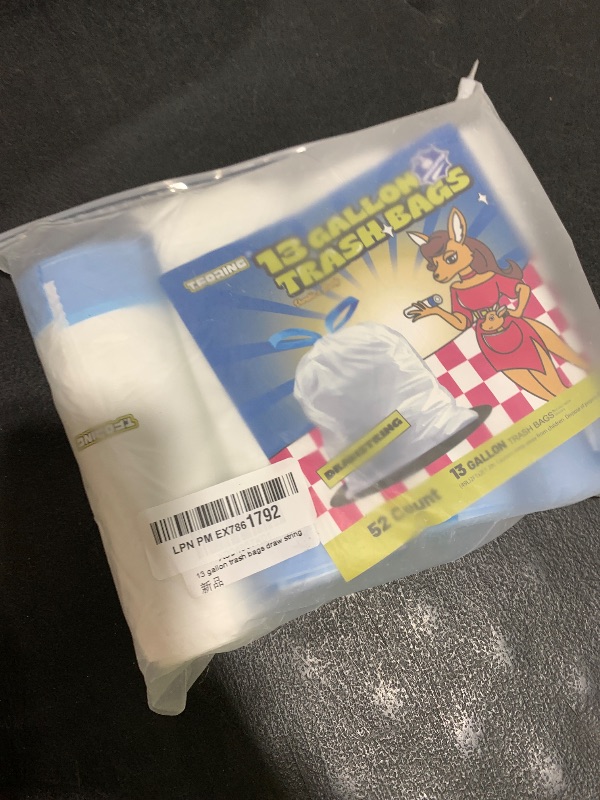 TEDRING
13 GALLON
TRASH BAGS
DRAWSTRING
52 Count
13 GALLON TRASH BAGS
LPN PM EX786 1792
13 gallon trash bags draw string
新品